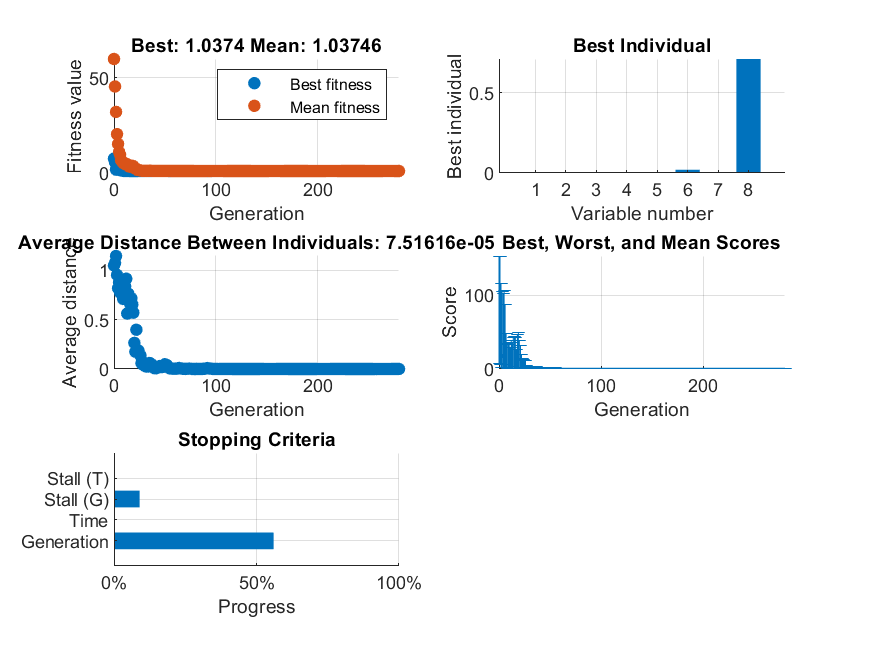 Best: 1.0374 Mean: 1.03746
Fitness value
50
0
Best fitness
Mean fitness
0 100 200
Generation
Best Individual
Best individual
0.5
0
1 2 3 4 5 6 7 8
Variable number
Average Distance Between Individuals: 7.51616e-05
Average distance
1
0.5
0
0 100 200
Generation
Best, Worst, and Mean Scores
Score
100
0
0 100 200
Generation
Stopping Criteria
Stall (T)
Stall (G)
Time
Generation
0% 50% 100%
Progress